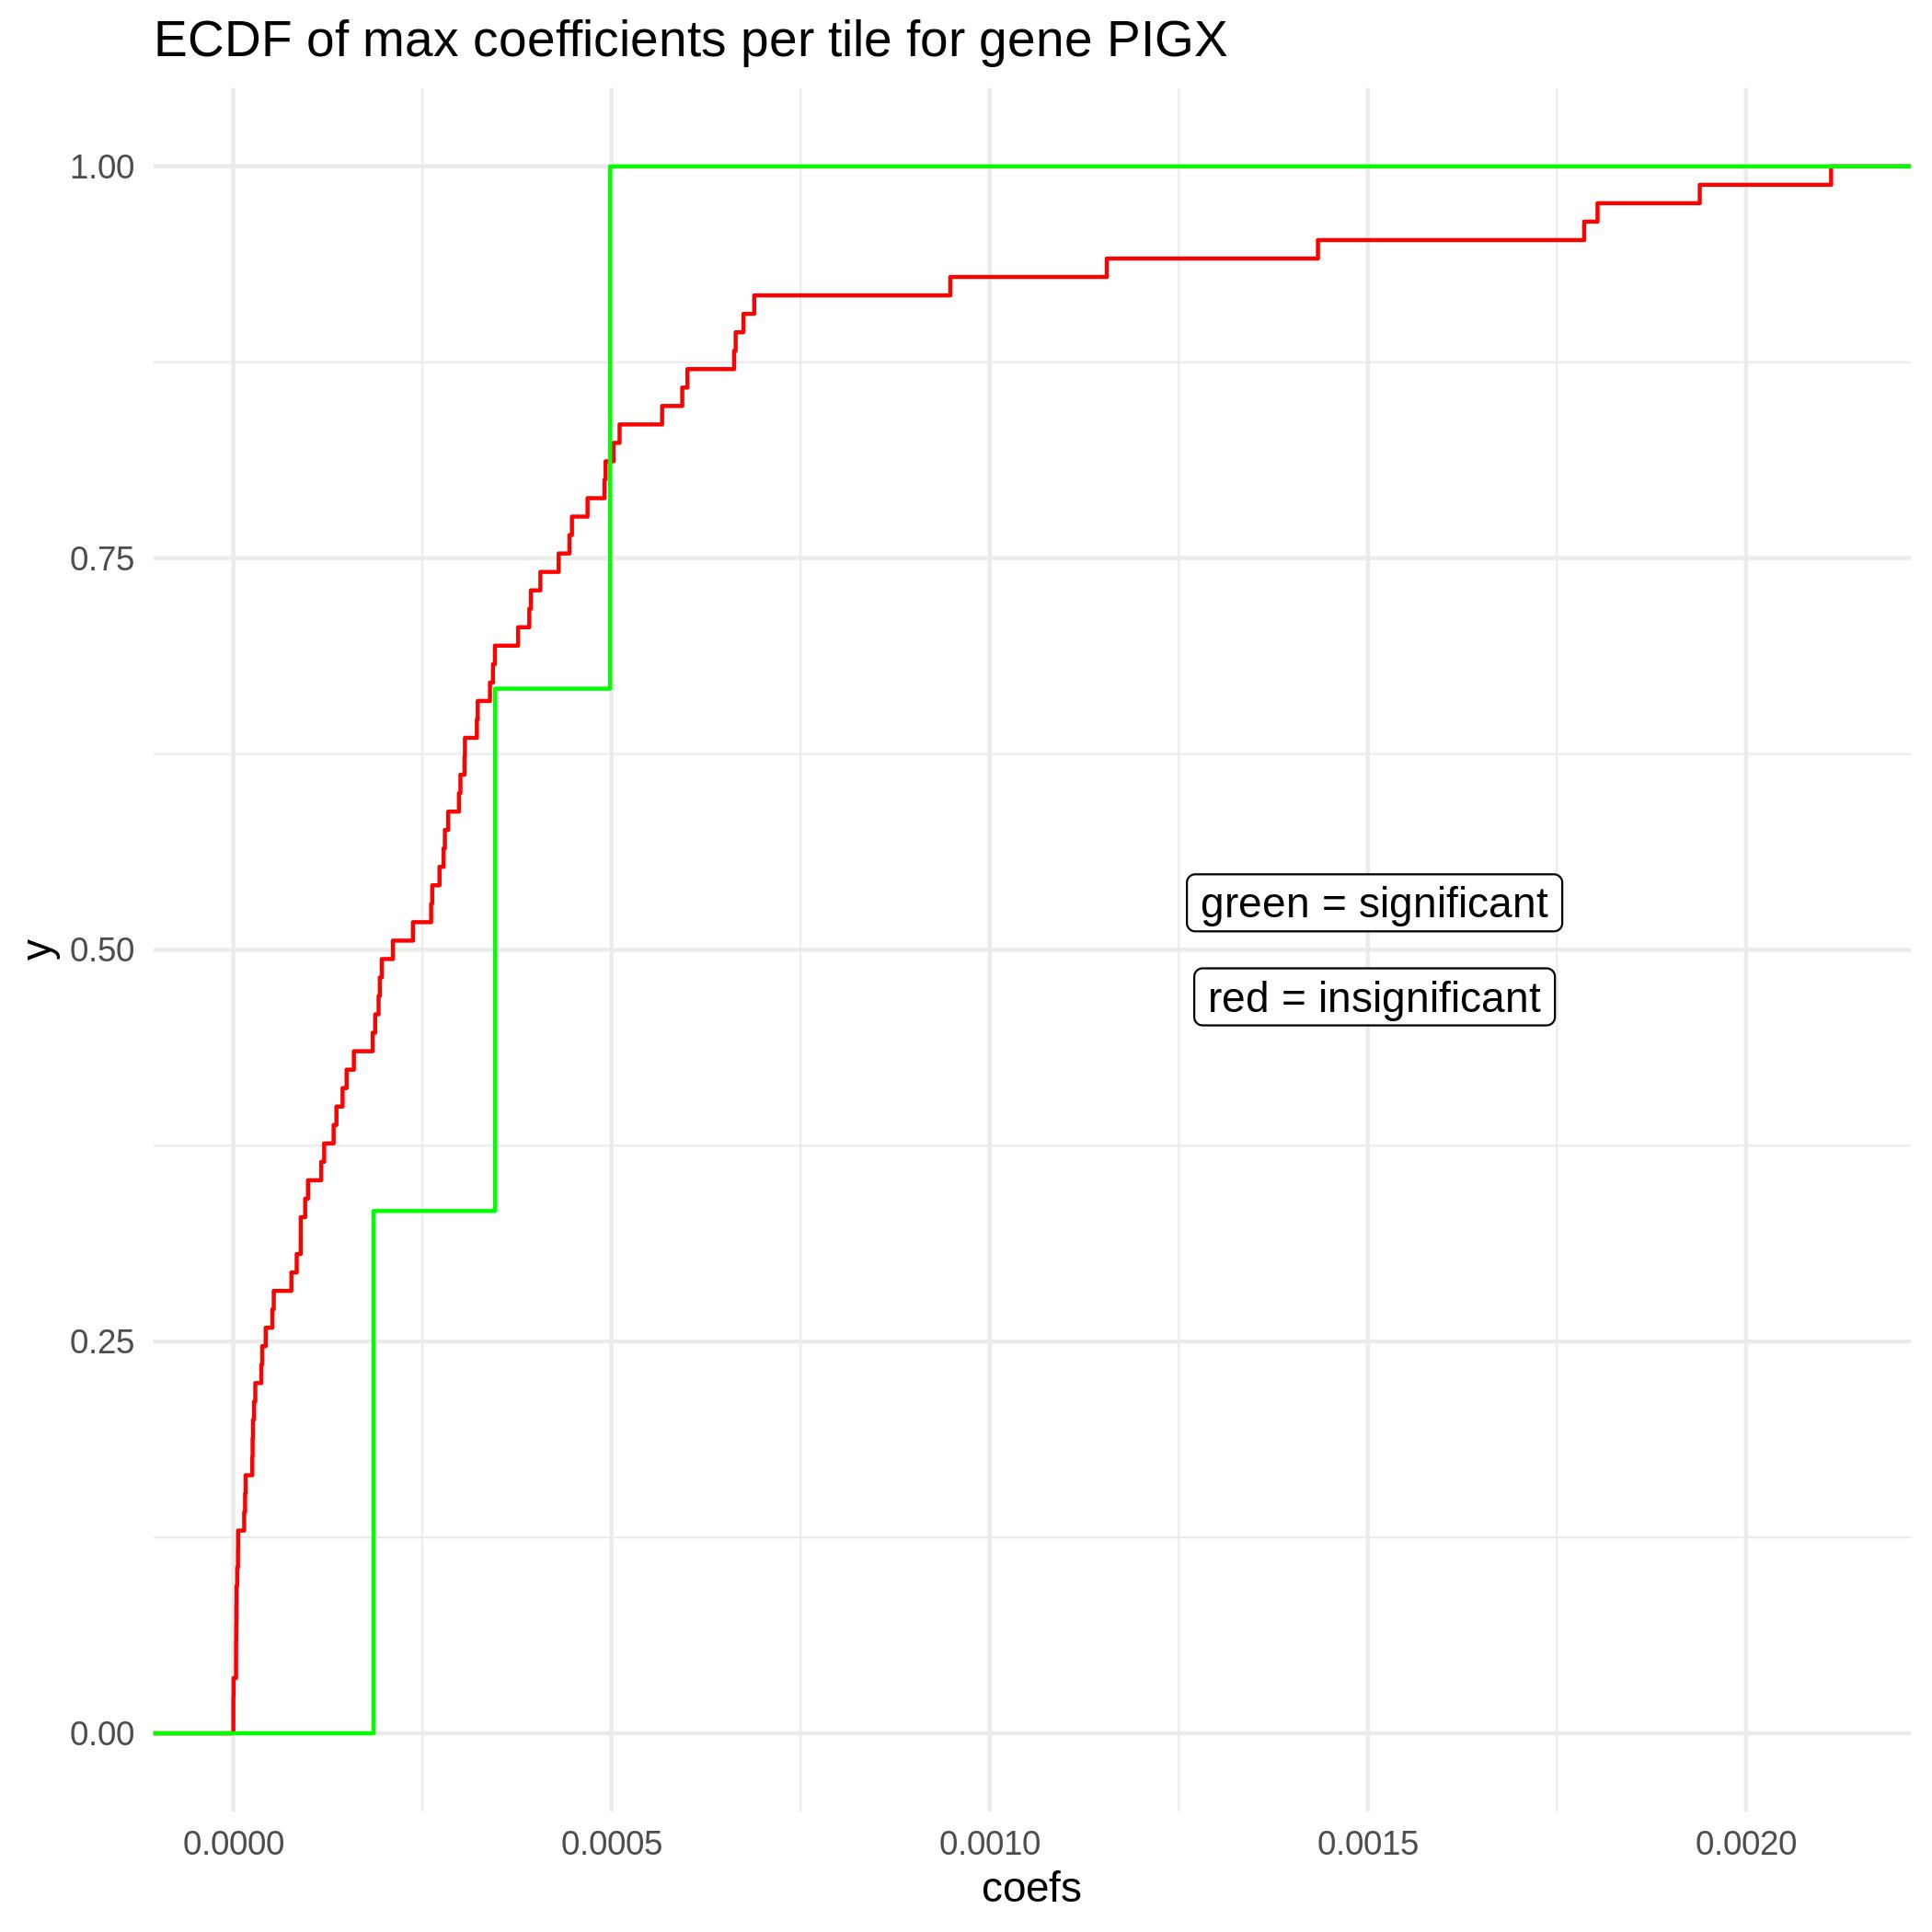 ECDF of max coefficients per tile for gene PIGX
1.00
0.75
0.50
0.25
0.00
y
green = significant
red = insignificant
0.0000 0.0005 0.0010 0.0015 0.0020
coefs